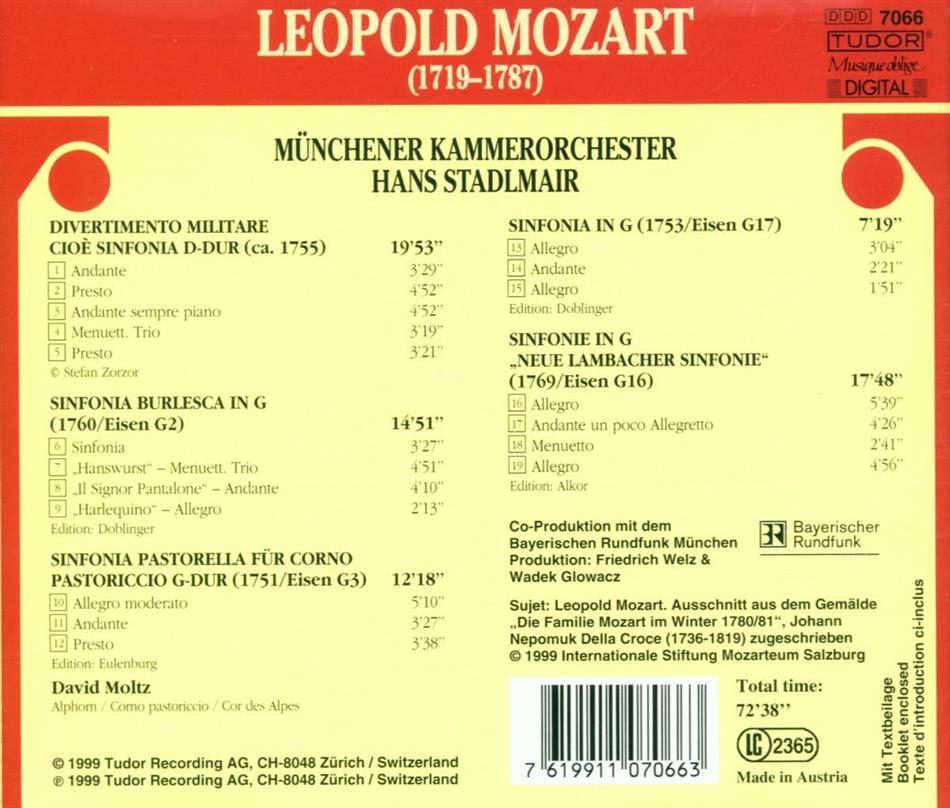 LEOPOLD MOZART
(1719–1787)
DDD 7066
TUDOR®
Musique oblige
DIGITAL
MÜNCHENER KAMMERORCHESTER
HANS STADLMAIR
DIVERTIMENTO MILITARE
CIOÈ SINFONIA D-DUR (ca. 1755) 19'53”
1 Andante 3'29”
2 Presto 4'52”
3 Andante sempre piano 4'52”
4 Menuett. Trio 3'19”
5 Presto 3'21”
© Stefan Zorzor
SINFONIA BURLESCA IN G
(1760/Eisen G2) 14'51”
6 Sinfonia 3'27”
7 „Hanswurst“ – Menuett. Trio 4'51”
8 „Il Signor Pantalone“ – Andante 4'10”
9 „Harlequino“ – Allegro 2'13”
Edition: Doblinger
SINFONIA PASTORELLA FÜR CORNO
PASTORICCIO G-DUR (1751/Eisen G3) 12'18”
10 Allegro moderato 5'10”
11 Andante 3'27”
12 Presto 3'38”
Edition: Eulenburg
David Moltz
Alphorn / Corno pastoriccio / Cor des Alpes
© 1999 Tudor Recording AG, CH-8048 Zürich / Switzerland
℗ 1999 Tudor Recording AG, CH-8048 Zürich / Switzerland
SINFONIA IN G (1753/Eisen G17) 7'19”
13 Allegro 3'04”
14 Andante 2'21”
15 Allegro 1'51”
Edition: Doblinger
SINFONIE IN G
„NEUE LAMBACHER SINFONIE“
(1769/Eisen G16) 17'48”
16 Allegro 5'39”
17 Andante un poco Allegretto 4'26”
18 Menuetto 2'41”
19 Allegro 4'56”
Edition: Alkor
Co-Produktion mit dem
Bayerischen Rundfunk München
Produktion: Friedrich Welz &
Wadek Glowacz
BR Bayerischer
Rundfunk
Sujet: Leopold Mozart. Ausschnitt aus dem Gemälde
„Die Familie Mozart im Winter 1780/81“, Johann
Nepomuk Della Croce (1736-1819) zugeschrieben
© 1999 Internationale Stiftung Mozarteum Salzburg
7 619911 070663
Total time:
72'38”
LC 2365
Made in Austria
Mit Textbeilage
Booklet enclosed
Texte d'introduction ci-inclus